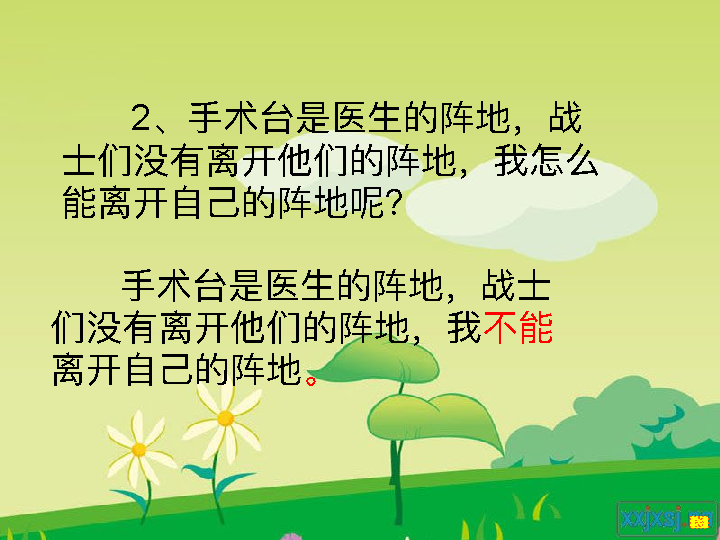 2、手术台是医生的阵地，战
士们没有离开他们的阵地，我怎么
能离开自己的阵地呢？
手术台是医生的阵地，战士
们没有离开他们的阵地，我不能
离开自己的阵地。